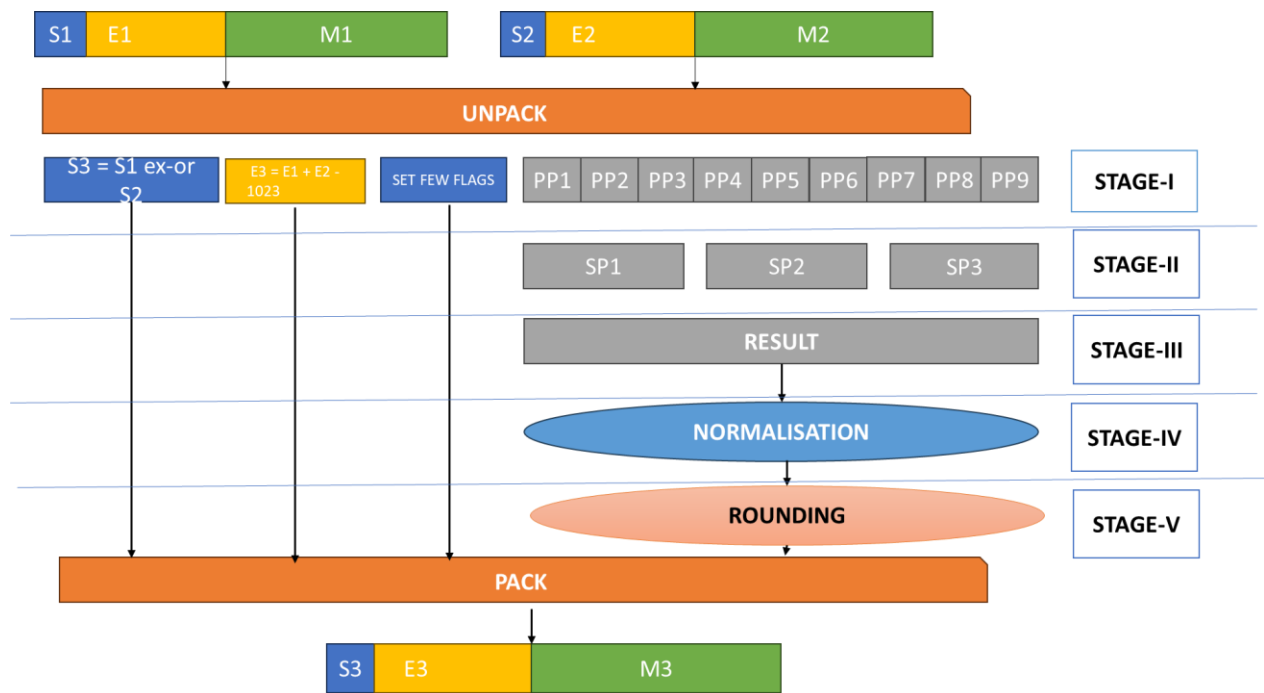 S1 E1 M1 S2 E2 M2
UNPACK
S3 = S1 ex-or
S2
E3 = E1 + E2 -
1023
SET FEW FLAGS
PP1 PP2 PP3 PP4 PP5 PP6 PP7 PP8 PP9
STAGE-I
SP1 SP2 SP3
STAGE-II
RESULT
STAGE-III
NORMALISATION
STAGE-IV
ROUNDING
STAGE-V
PACK
S3 E3 M3